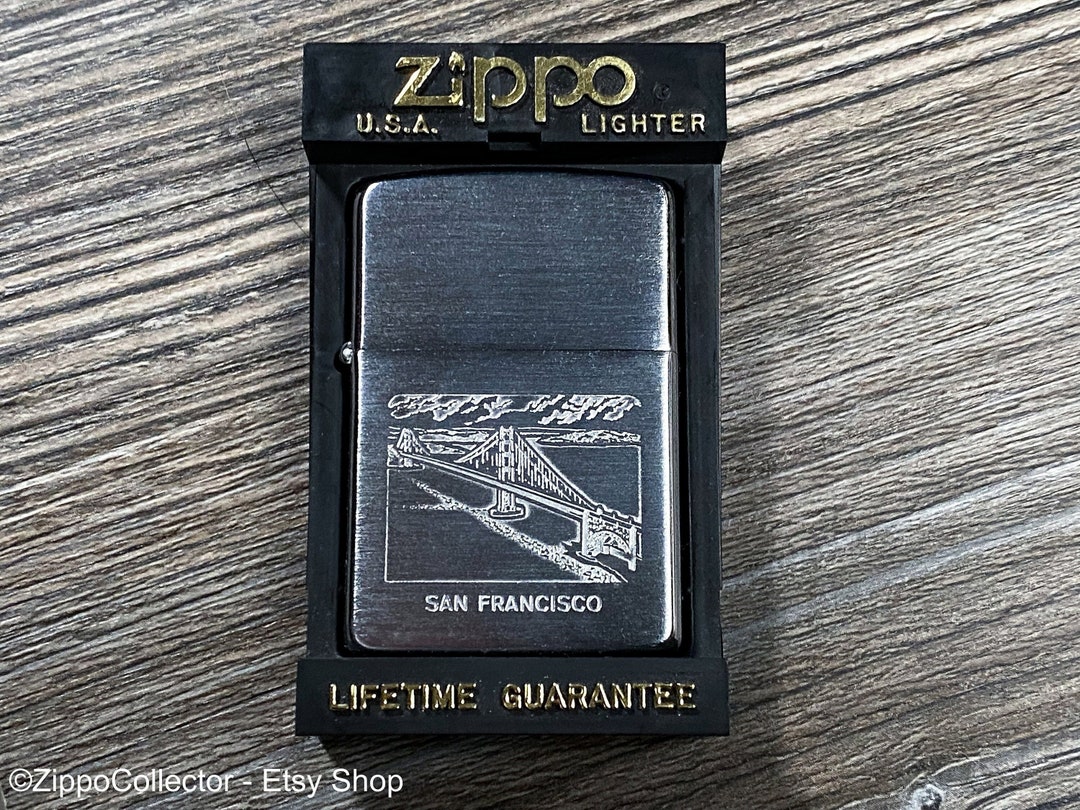 Zippo
U.S.A. LIGHTER
SAN FRANCISCO
LIFETIME GUARANTEE
©ZippoCollector - Etsy Shop